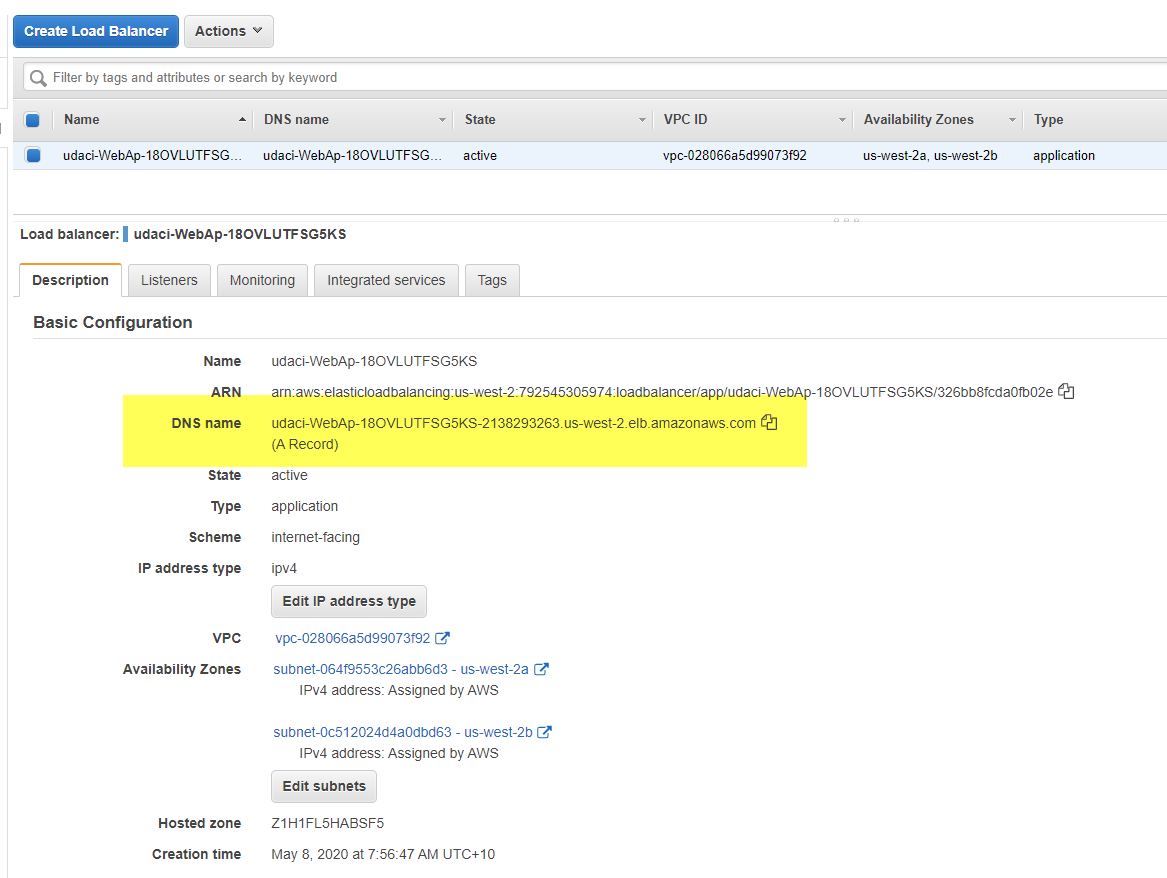 Create Load Balancer Actions
Filter by tags and attributes or search by keyword
Name DNS name State VPC ID Availability Zones Type
udaci-WebAp-18OVLUTFSG... udaci-WebAp-18OVLUTFSG... active vpc-028066a5d99073f92 us-west-2a, us-west-2b application
Load balancer: udaci-WebAp-18OVLUTFSG5KS
Description Listeners Monitoring Integrated services Tags
Basic Configuration
Name udaci-WebAp-18OVLUTFSG5KS
ARN arn:aws:elasticloadbalancing:us-west-2:792545305974:loadbalancer/app/udaci-WebAp-18OVLUTFSG5KS/326bb8fcda0fb02e
DNS name udaci-WebAp-18OVLUTFSG5KS-2138293263.us-west-2.elb.amazonaws.com
(A Record)
State active
Type application
Scheme internet-facing
IP address type ipv4
Edit IP address type
VPC vpc-028066a5d99073f92
Availability Zones subnet-064f9553c26abb6d3 - us-west-2a
IPv4 address: Assigned by AWS
subnet-0c512024d4a0dbd63 - us-west-2b
IPv4 address: Assigned by AWS
Edit subnets
Hosted zone Z1H1FL5HABSF5
Creation time May 8, 2020 at 7:56:47 AM UTC+10